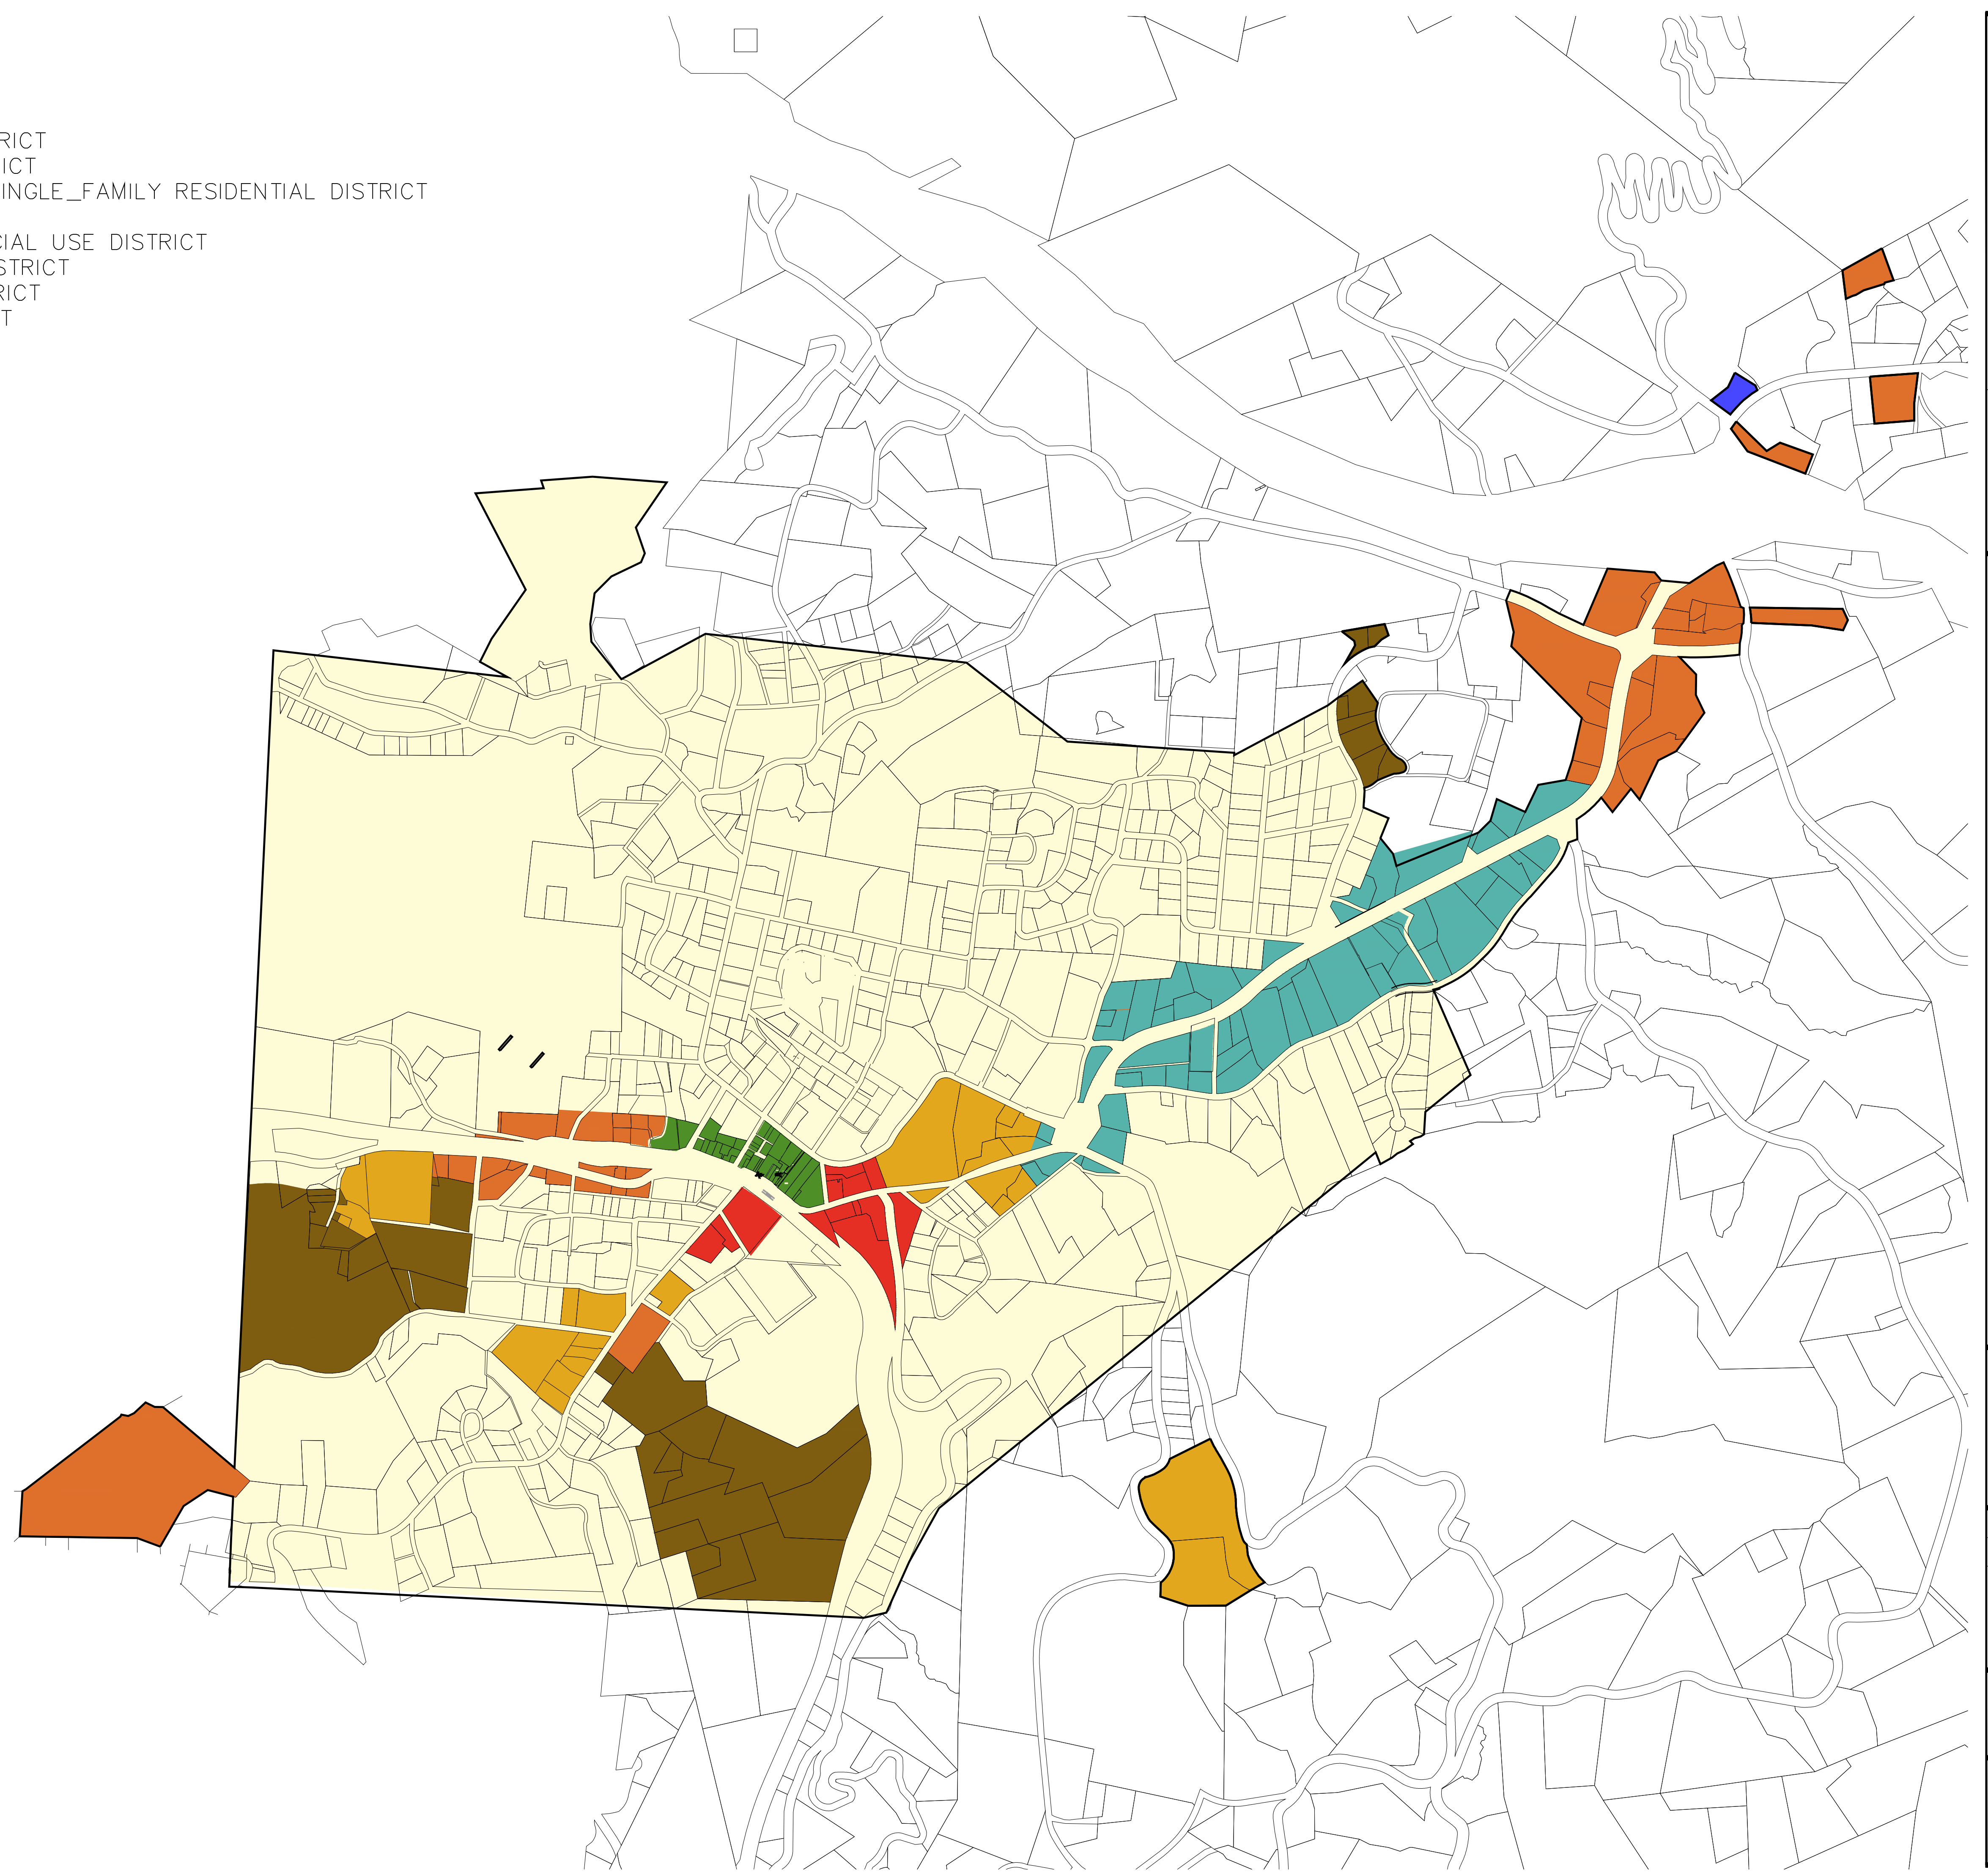 RICT
ICT
INGLE_FAMILY RESIDENTIAL DISTRICT
CIAL USE DISTRICT
STRICT
RICT
T